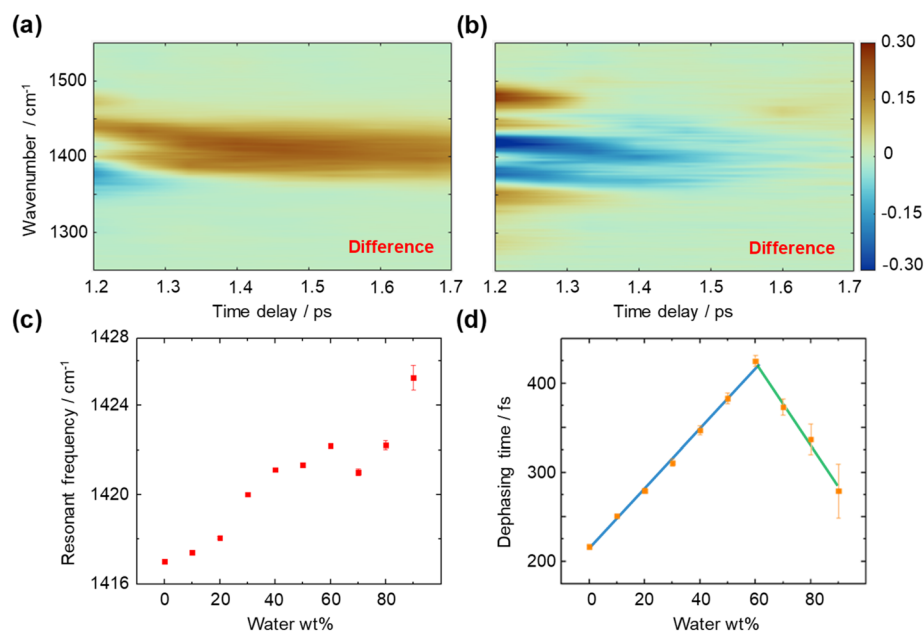 (a)
(b)
Wavenumber / cm-1
1500
1400
1300
Difference
Difference
0.30
0.15
0
-0.15
-0.30
1.2 1.3 1.4 1.5 1.6 1.7
1.2 1.3 1.4 1.5 1.6 1.7
Time delay / ps
Time delay / ps
(c)
(d)
Resonant frequency / cm-1
1428
1424
1420
1416
0 20 40 60 80
Water wt%
Dephasing time / fs
400
300
200
0 20 40 60 80
Water wt%